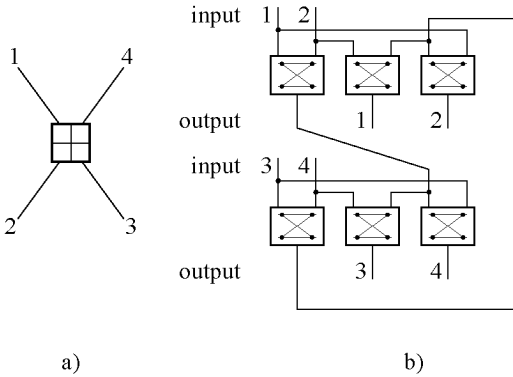 1 4
2 3
a)
input 1 2
output 1 2
input 3 4
output 3 4
b)